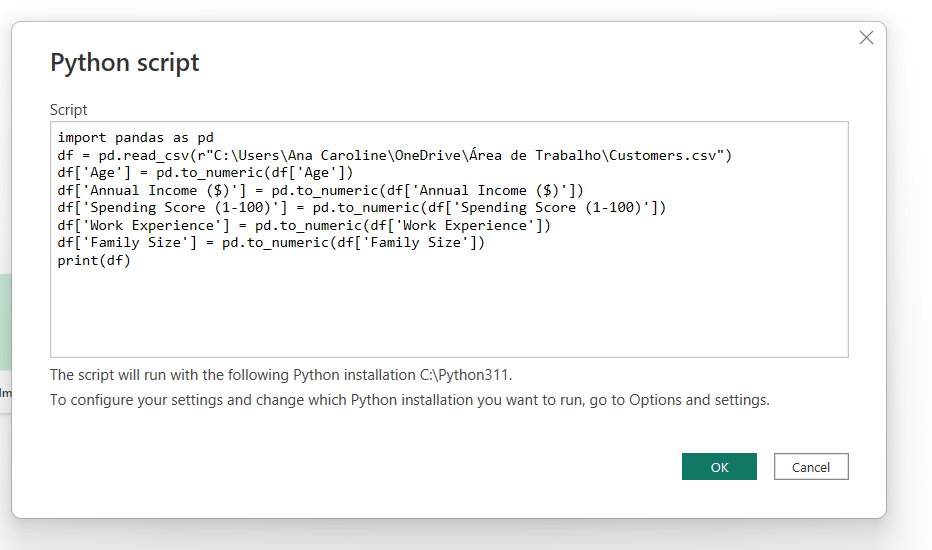 Python script
Script
import pandas as pd
df = pd.read_csv(r"C:\Users\Ana Caroline\OneDrive\Área de Trabalho\Customers.csv")
df['Age'] = pd.to_numeric(df['Age'])
df['Annual Income ($)'] = pd.to_numeric(df['Annual Income ($)'])
df['Spending Score (1-100)'] = pd.to_numeric(df['Spending Score (1-100)'])
df['Work Experience'] = pd.to_numeric(df['Work Experience'])
df['Family Size'] = pd.to_numeric(df['Family Size'])
print(df)
The script will run with the following Python installation C:\Python311.
To configure your settings and change which Python installation you want to run, go to Options and settings.
OK
Cancel